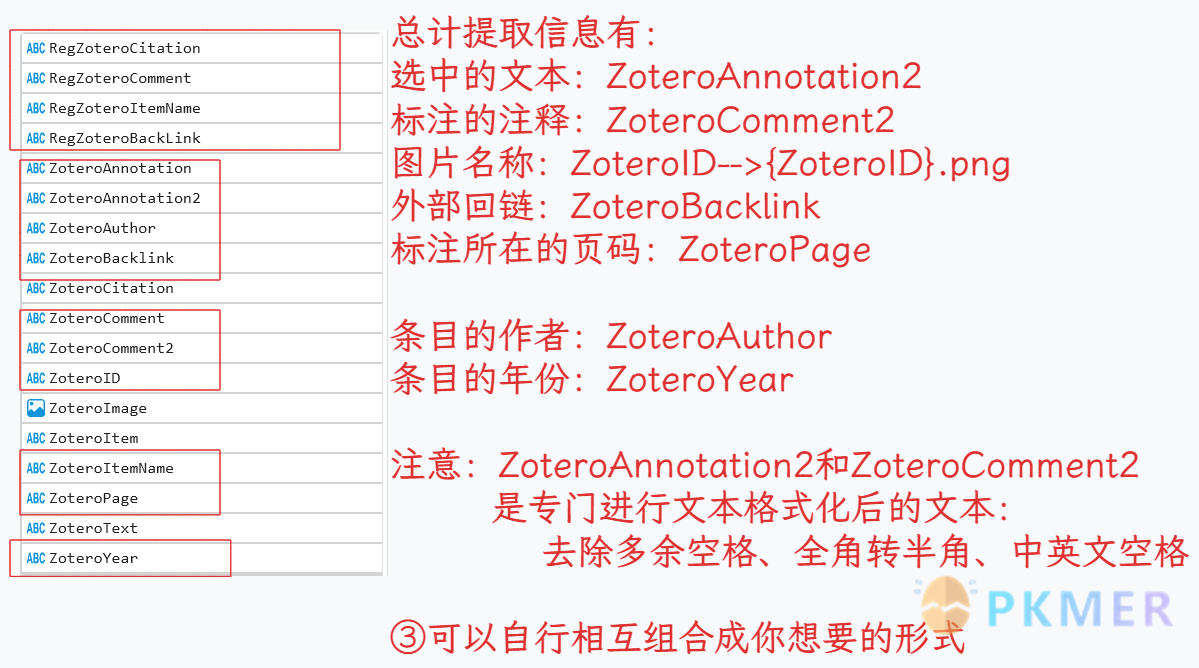 ABC RegZoteroCitation
ABC RegZoteroComment
ABC RegZoteroItemName
ABC RegZoteroBackLink
ABC ZoteroAnnotation
ABC ZoteroAnnotation2
ABC ZoteroAuthor
ABC ZoteroBacklink
ABC ZoteroCitation
ABC ZoteroComment
ABC ZoteroComment2
ABC ZoteroID
ZoteroImage
ABC ZoteroItem
ABC ZoteroItemName
ABC ZoteroPage
ABC ZoteroText
ABC ZoteroYear
总计提取信息有：
选中的文本：ZoteroAnnotation2
标注的注释：ZoteroComment2
图片名称：ZoteroID-->{ZoteroID}.png
外部回链：ZoteroBacklink
标注所在的页码：ZoteroPage
条目的作者：ZoteroAuthor
条目的年份：ZoteroYear
注意：ZoteroAnnotation2和ZoteroComment2
是专门进行文本格式化后的文本：
去除多余空格、全角转半角、中英文空格
③可以自行相互组合成你想要的形式
PKMER